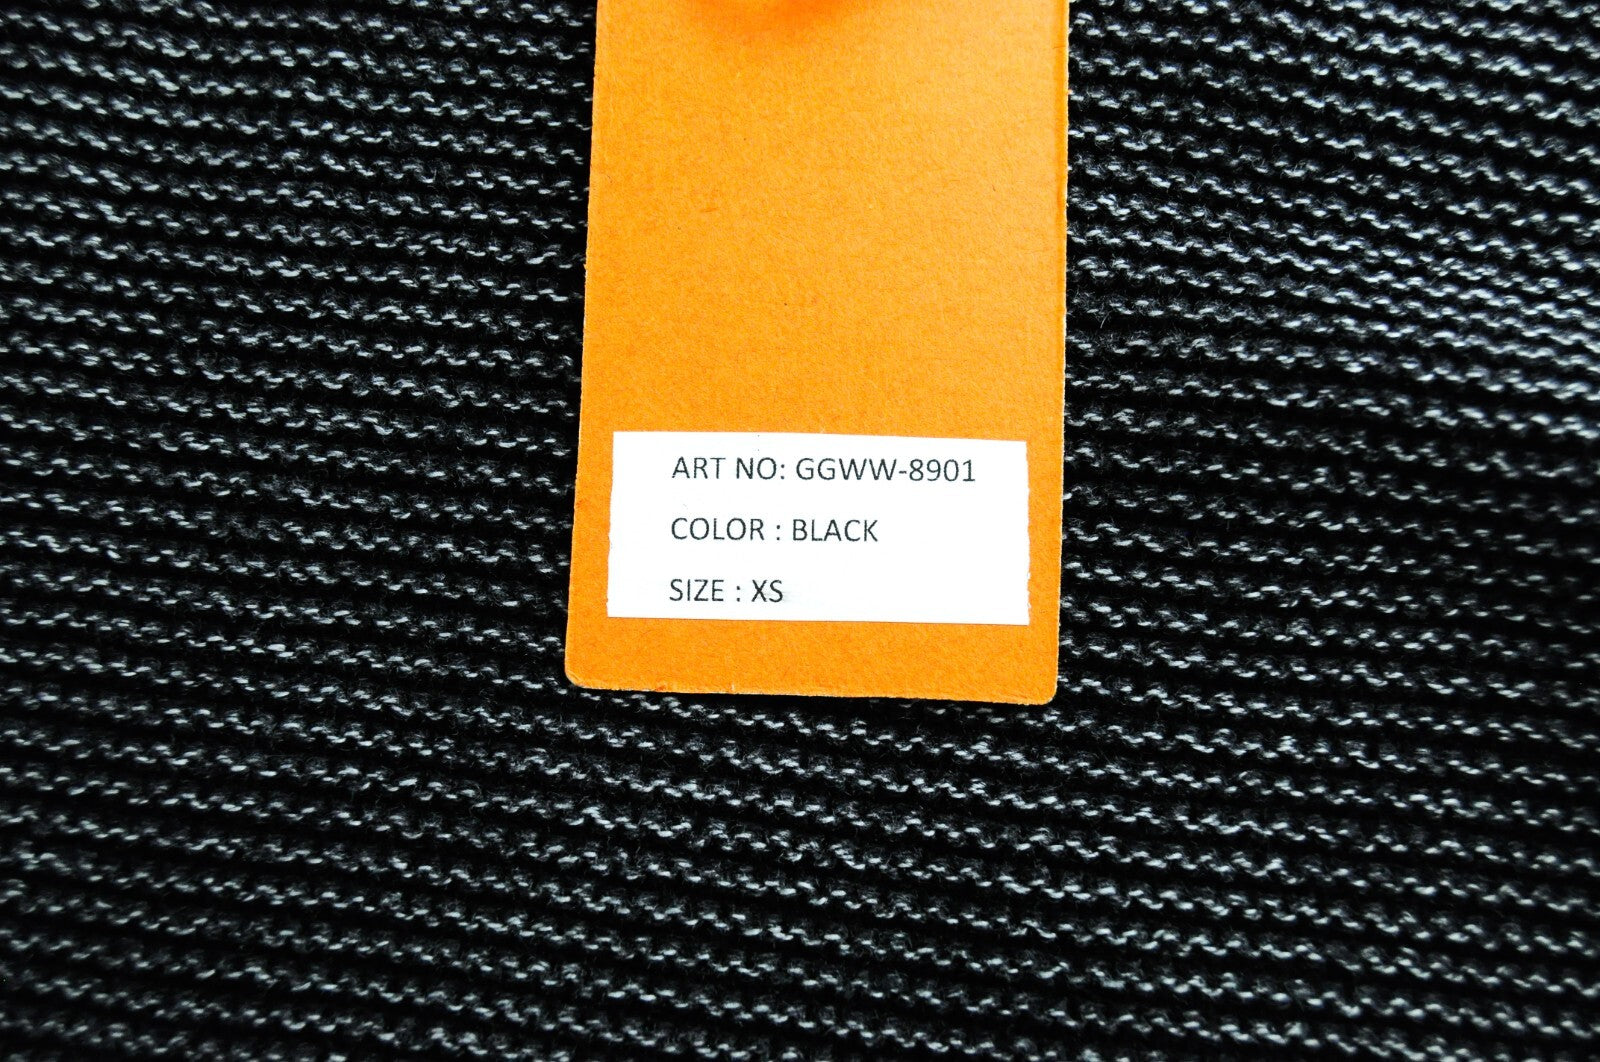 ART NO: GGWW-8901
COLOR : BLACK
SIZE : XS